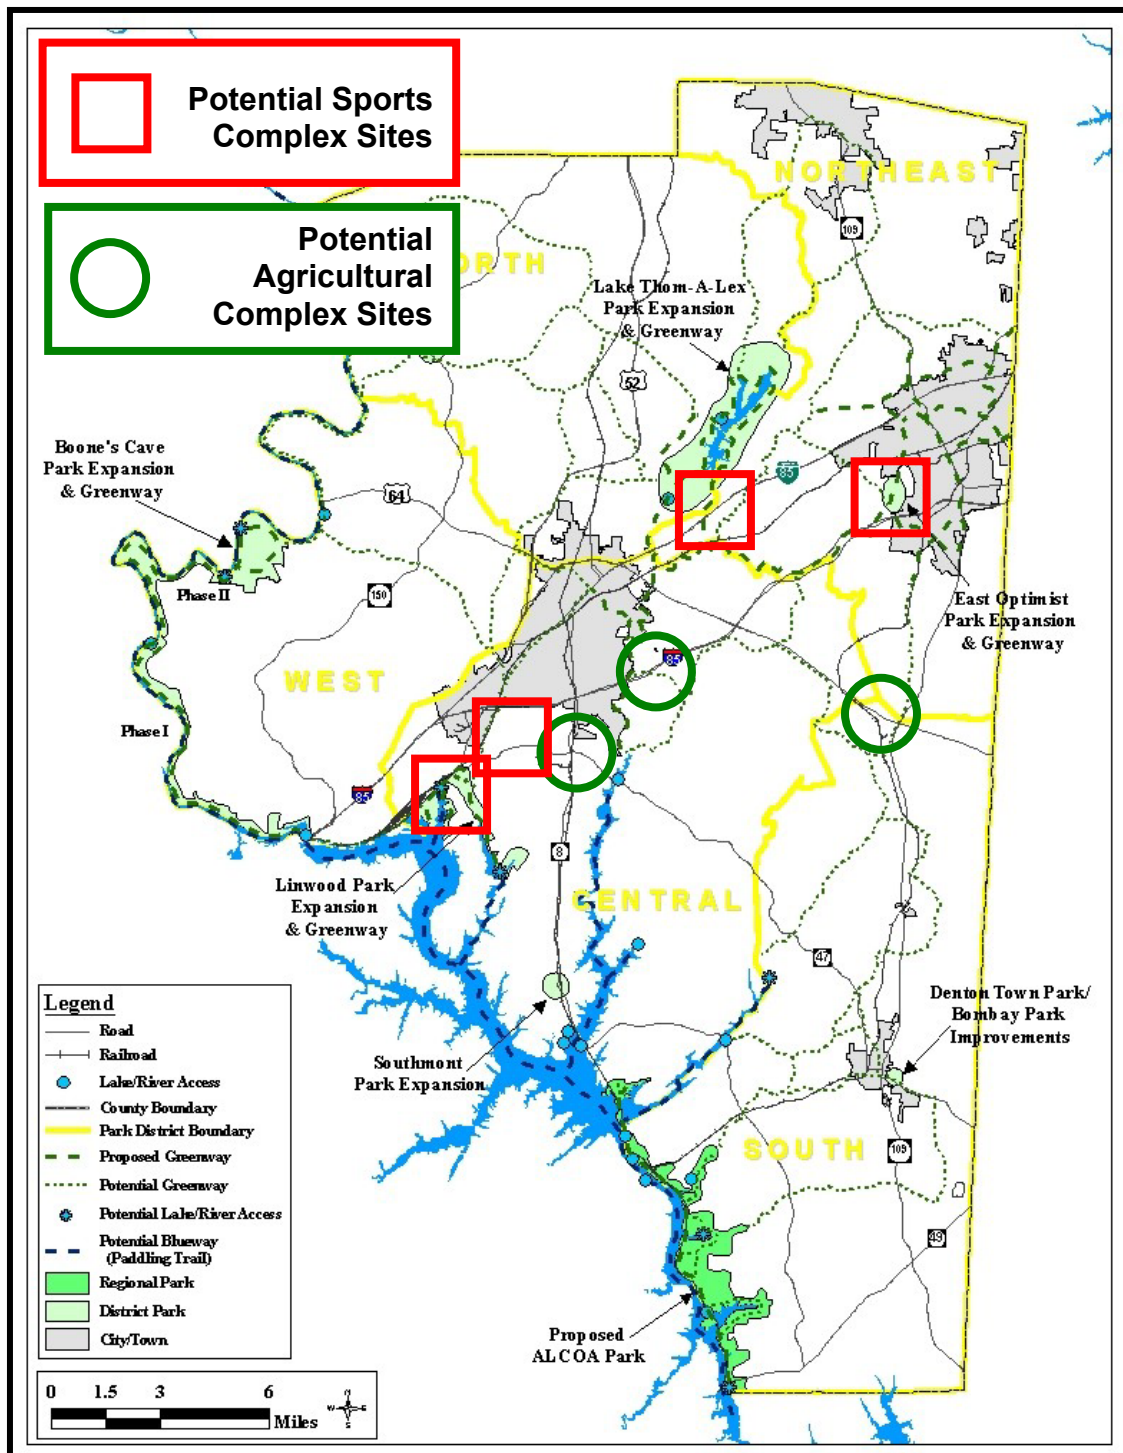 Potential Sports
Complex Sites
Potential
Agricultural
Complex Sites
NORTHEAST
109
ORTH
Lake Thom-A-Lex
Park Expansion
& Greenway
52
Boone's Cave
Park Expansion
& Greenway
64
85
Phase II
150
East Optimist
Park Expansion
& Greenway
85
WEST
Phase I
85
8
Linwood Park
Expansion
& Greenway
CENTRAL
47
Legend
Road
Railroad
Lake/River Access
County Boundary
Park District Boundary
Proposed Greenway
Potential Greenway
Potential Lake/River Access
Potential Blueway
(Paddling Trail)
Regional Park
District Park
City/Town
Denton Town Park/
Bombay Park
Improvements
Southmont
Park Expansion
SOUTH
109
49
Proposed
ALCOA Park
0 1.5 3 6
Miles
N
W E
S